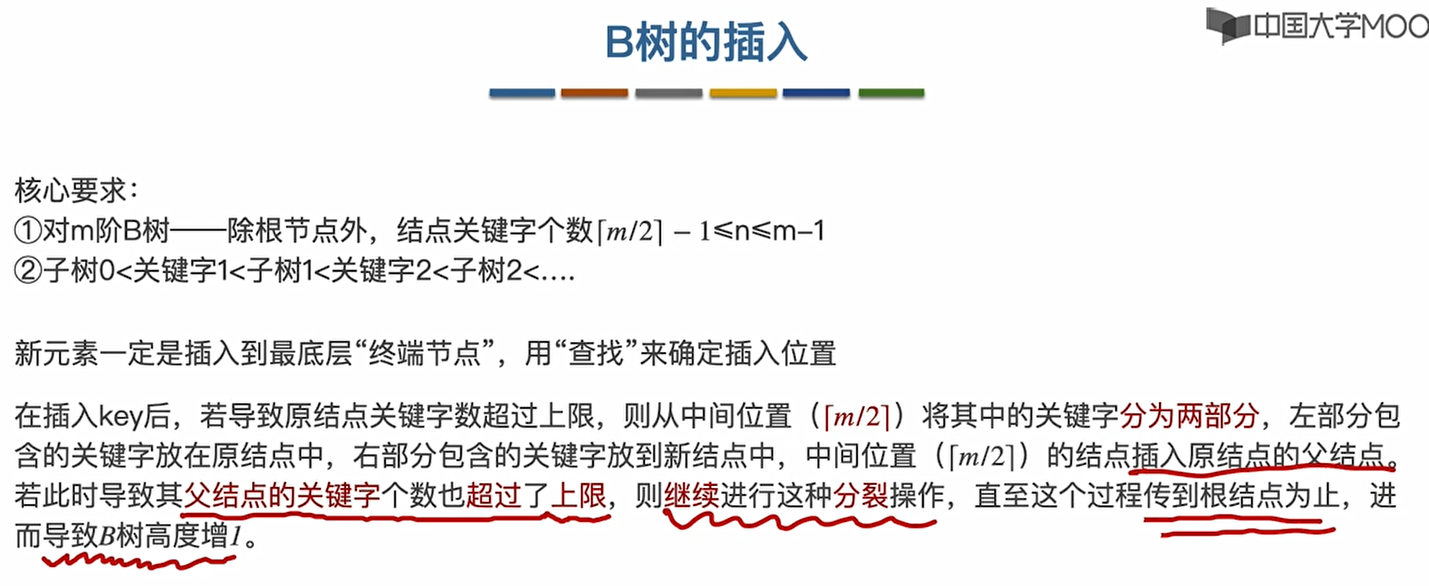 中国大学MOO
B树的插入
核心要求：
①对m阶B树——除根节点外，结点关键字个数⌈m/2⌉ − 1≤n≤m−1
②子树0<关键字1<子树1<关键字2<子树2<....
新元素一定是插入到最底层“终端节点”，用“查找”来确定插入位置
在插入key后，若导致原结点关键字数超过上限，则从中间位置（⌈m/2⌉）将其中的关键字分为两部分，左部分包
含的关键字放在原结点中，右部分包含的关键字放到新结点中，中间位置（⌈m/2⌉）的结点插入原结点的父结点。
若此时导致其父结点的关键字个数也超过了上限，则继续进行这种分裂操作，直至这个过程传到根结点为止，进
而导致B树高度增1。